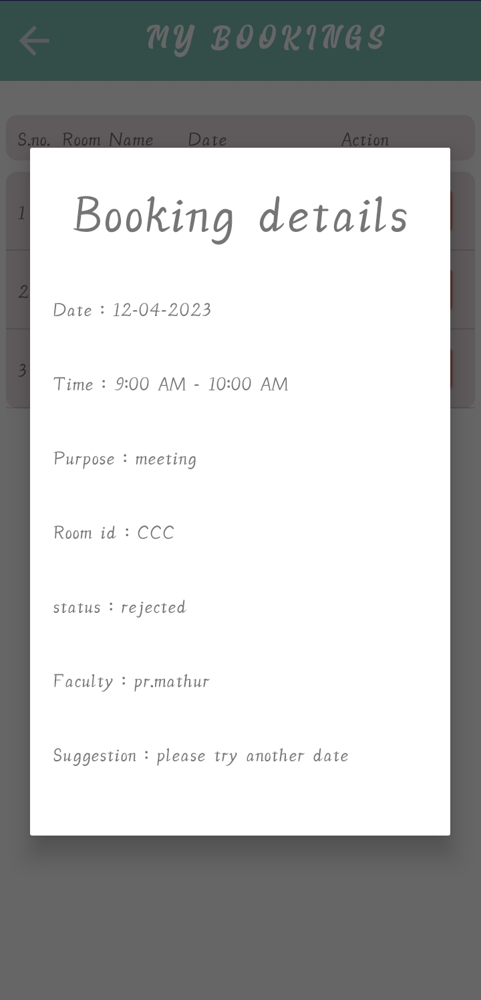 MY BOOKINGS
S.no. Room Name Date Action
1
2
3
Booking details
Date : 12-04-2023
Time : 9:00 AM - 10:00 AM
Purpose : meeting
Room id : CCC
status : rejected
Faculty : pr.mathur
Suggestion : please try another date